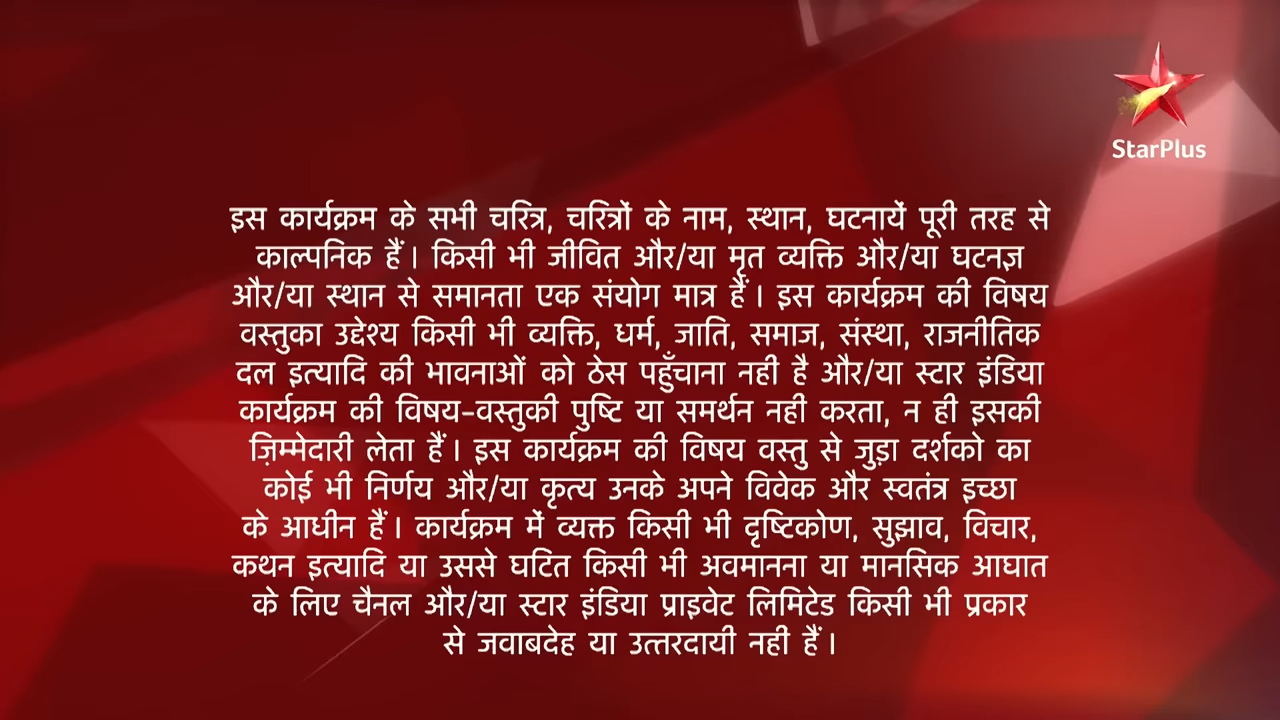 StarPlus
इस कार्यक्रम के सभी चरित्र, चरित्रों के नाम, स्थान, घटनायें पूरी तरह से
काल्पनिक हैं। किसी भी जीवित और/या मृत व्यक्ति और/या घटनज्ञ
और/या स्थान से समानता एक संयोग मात्र हैं। इस कार्यक्रम की विषय
वस्तुका उद्देश्य किसी भी व्यक्ति, धर्म, जाति, समाज, संस्था, राजनीतिक
दल इत्यादि की भावनाओं को ठेस पहुँचाना नही है और/या स्टार इंडिया
कार्यक्रम की विषय-वस्तुकी पुष्टि या समर्थन नही करता, न ही इसकी
ज़िम्मेदारी लेता हैं। इस कार्यक्रम की विषय वस्तु से जुड़ा दर्शको का
कोई भी निर्णय और/या कृत्य उनके अपने विवेक और स्वतंत्र इच्छा
के आधीन हैं। कार्यक्रम में व्यक्त किसी भी दृष्टिकोण, सुझाव, विचार,
कथन इत्यादि या उससे घटित किसी भी अवमानना या मानसिक आघात
के लिए चैनल और/या स्टार इंडिया प्राइवेट लिमिटेड किसी भी प्रकार
से जवाबदेह या उत्तरदायी नही हैं।